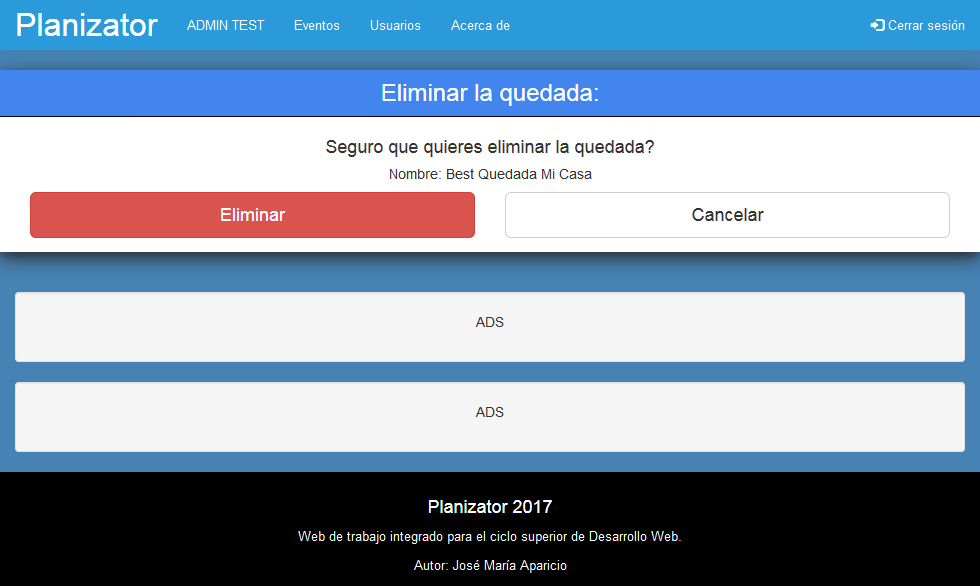 Planizator ADMIN TEST Eventos Usuarios Acerca de Cerrar sesión
Eliminar la quedada:
Seguro que quieres eliminar la quedada?
Nombre: Best Quedada Mi Casa
Eliminar Cancelar
ADS
ADS
Planizator 2017
Web de trabajo integrado para el ciclo superior de Desarrollo Web.
Autor: José María Aparicio